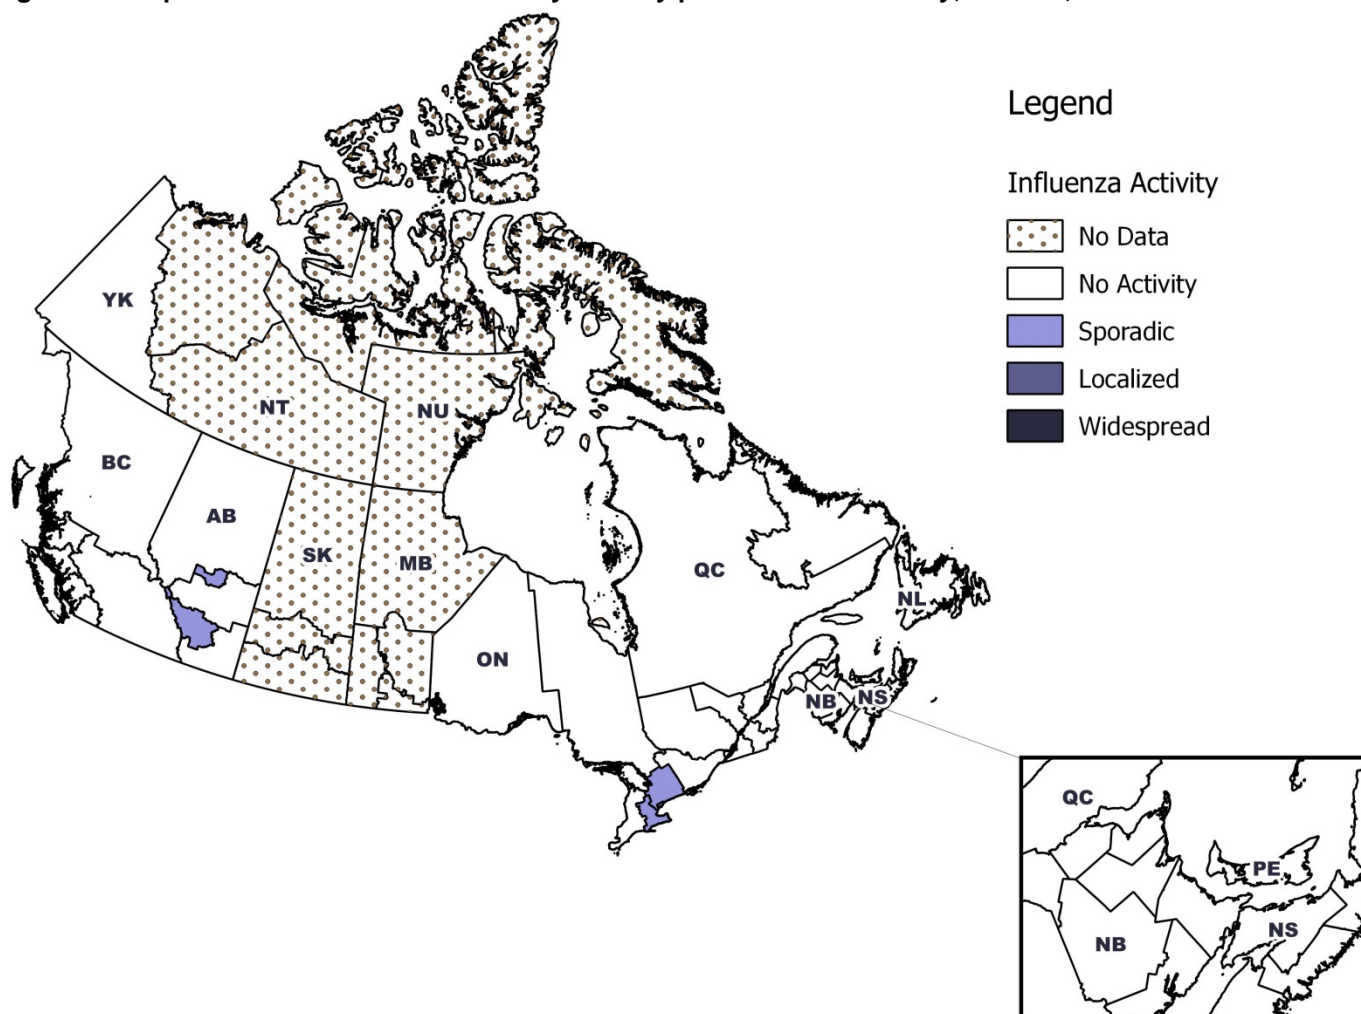 Legend
Influenza Activity
No Data
No Activity
Sporadic
Localized
Widespread
YK
NT
NU
BC
AB
SK
MB
QC
NL
ON
NB
NS
QC
PE
NS
NB